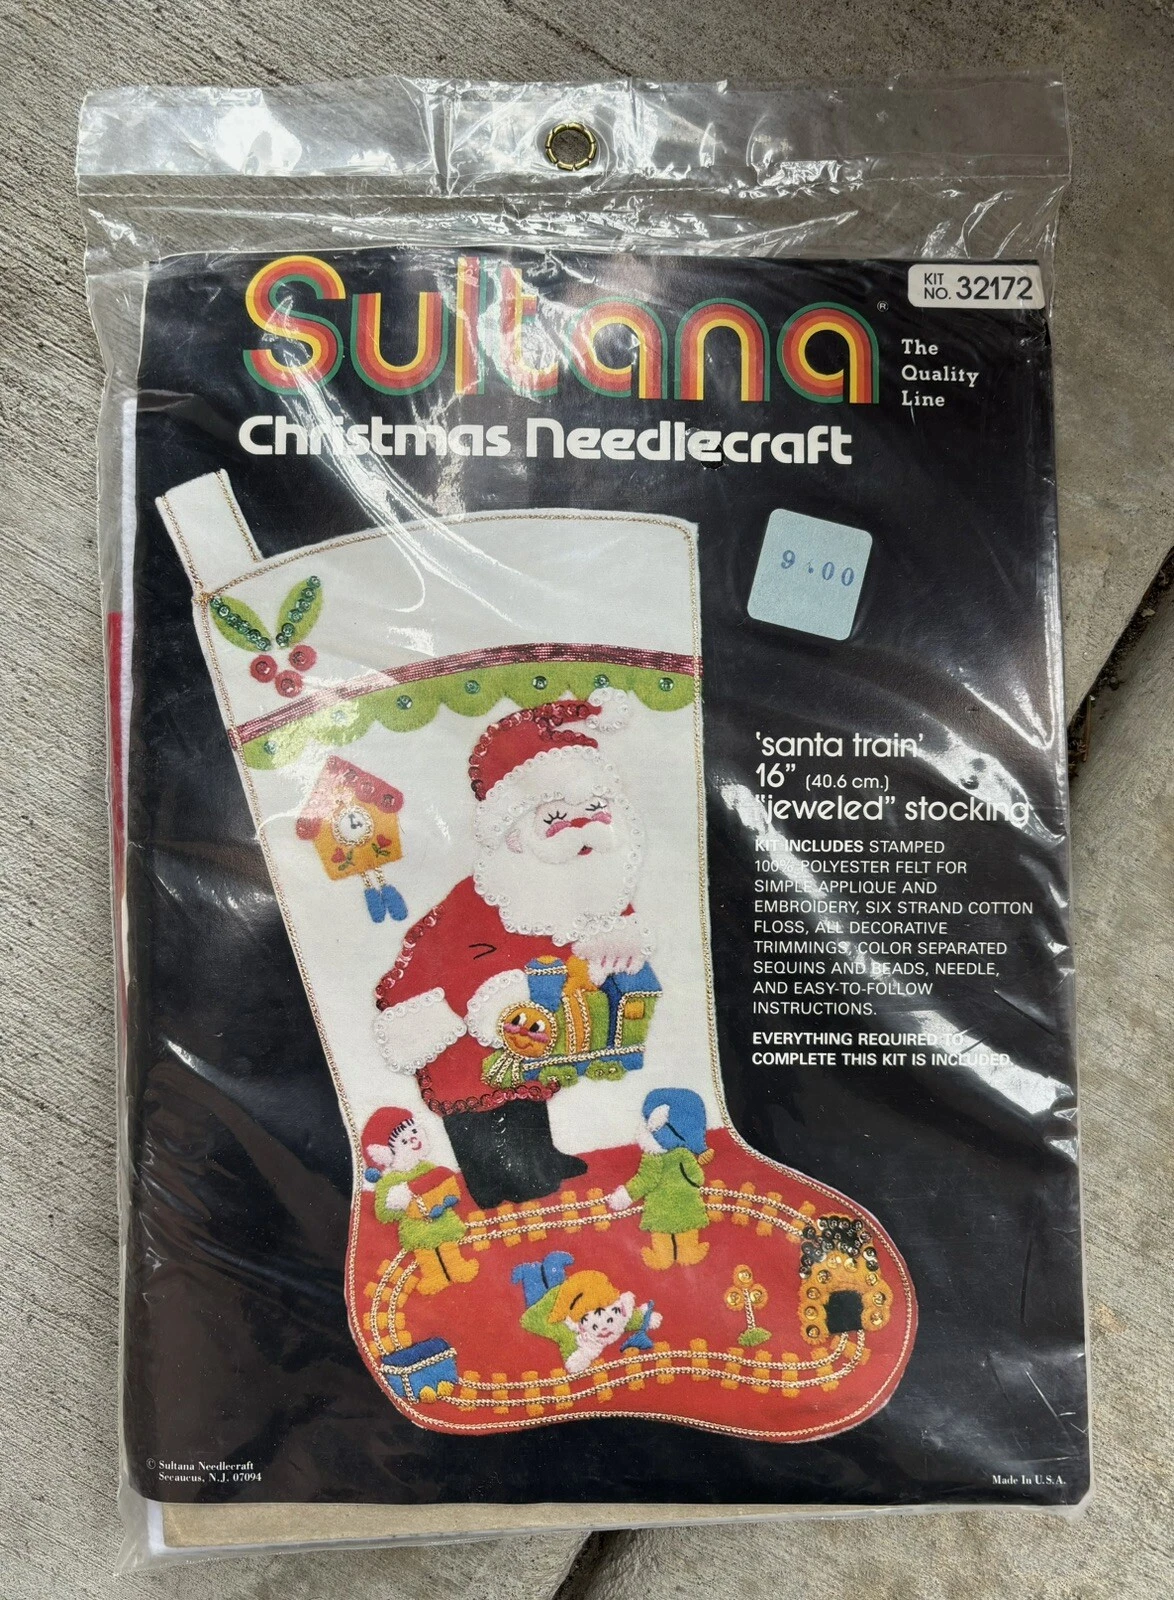 Sultana®
KIT NO. 32172
The
Quality
Line
Christmas Needlecraft
9.00
'santa train'
16” (40.6 cm.)
“jeweled” stocking
KIT INCLUDES STAMPED
100% POLYESTER FELT FOR
SIMPLE APPLIQUE AND
EMBROIDERY, SIX STRAND COTTON
FLOSS, ALL DECORATIVE
TRIMMINGS, COLOR SEPARATED
SEQUINS AND BEADS, NEEDLE,
AND EASY-TO-FOLLOW
INSTRUCTIONS.
EVERYTHING REQUIRED TO
COMPLETE THIS KIT IS INCLUDED.
© Sultana Needlecraft
Secaucus, N.J. 07094
Made In U.S.A.